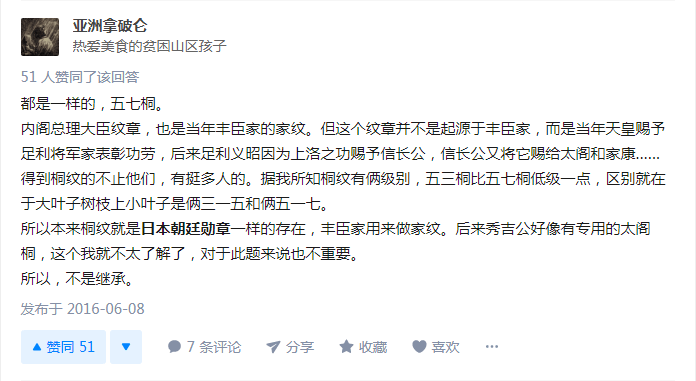 亚洲拿破仑
热爱美食的贫困山区孩子
51 人赞同了该回答
都是一样的，五七桐。
内阁总理大臣纹章，也是当年丰臣家的家纹。但这个纹章并不是起源于丰臣家，而是当年天皇赐予
足利将军家表彰功劳，后来足利义昭因为上洛之功赐予信长公，信长公又将它赐给太阁和家康......
得到桐纹的不止他们，有挺多人的。据我所知桐纹有俩级别，五三桐比五七桐低级一点，区别就在
于大叶子树枝上小叶子是俩三一五和俩五一七。
所以本来桐纹就是日本朝廷勋章一样的存在，丰臣家用来做家纹。后来秀吉公好像有专用的太阁
桐，这个我就不太了解了，对于此题来说也不重要。
所以，不是继承。
发布于 2016-06-08
赞同 51 7 条评论 分享 收藏 喜欢